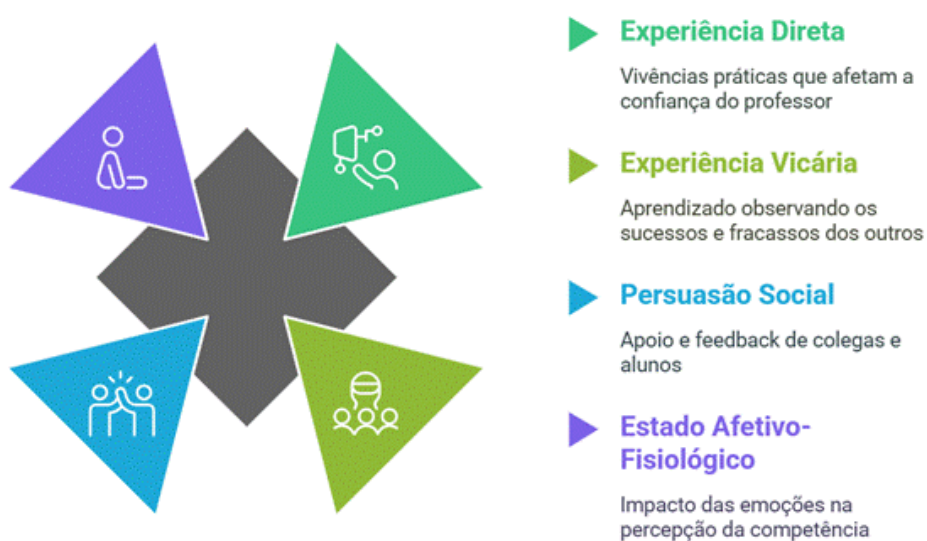 Experiência Direta
Vivências práticas que afetam a
confiança do professor
Experiência Vicária
Aprendizado observando os
sucessos e fracassos dos outros
Persuasão Social
Apoio e feedback de colegas e
alunos
Estado Afetivo-
Fisiológico
Impacto das emoções na
percepção da competência